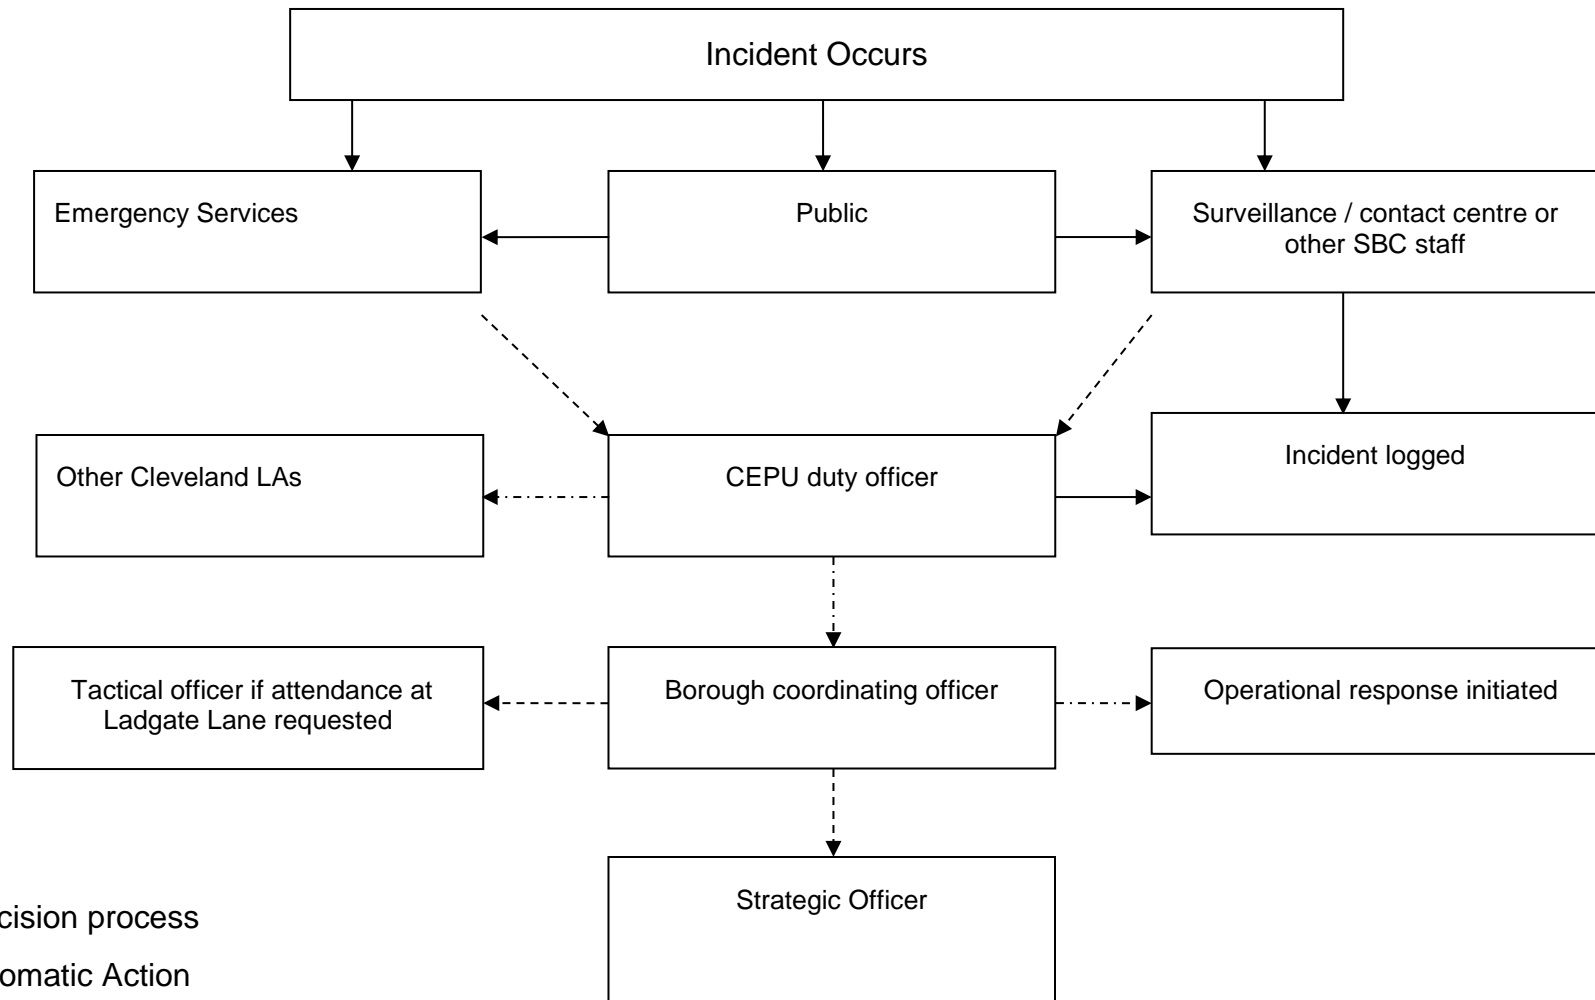 Incident Occurs
Emergency Services
Public
Surveillance / contact centre or
other SBC staff
Other Cleveland LAs
CEPU duty officer
Incident logged
Tactical officer if attendance at
Ladgate Lane requested
Borough coordinating officer
Operational response initiated
Strategic Officer
cision process
omatic Action